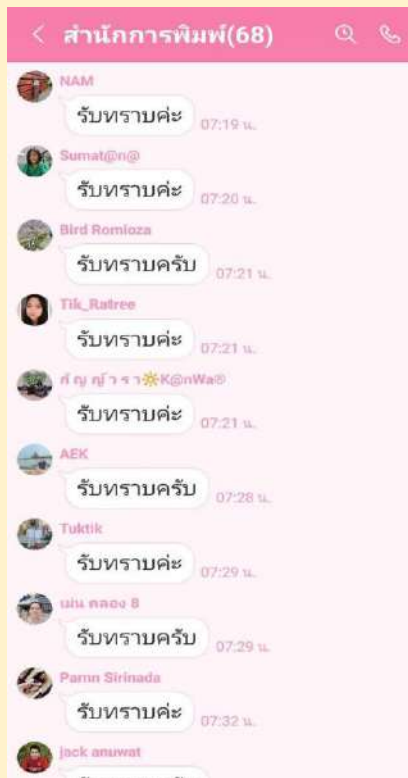 สำนักการพิมพ์(68)
NAM
รับทราบค่ะ
07:19 น.
Sumat@n@
รับทราบค่ะ
07:20 น.
Bird Romioza
รับทราบครับ
07:21 น.
Tik_Ratree
รับทราบค่ะ
07:21 น.
K@nWa®
รับทราบค่ะ
07:21 น.
AEK
รับทราบครับ
07:28 น.
Tuktik
รับทราบค่ะ
07:29 น.
คลอง 8
รับทราบครับ
07:29 น.
Parnn Sirinada
รับทราบค่ะ
07:32 น.
jack anuwat